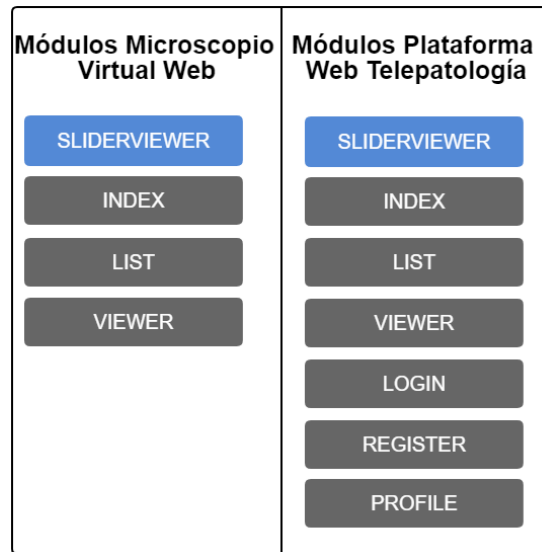 Módulos Microscopio
Virtual Web
SLIDERVIEWER
INDEX
LIST
VIEWER
Módulos Plataforma
Web Telepatología
SLIDERVIEWER
INDEX
LIST
VIEWER
LOGIN
REGISTER
PROFILE